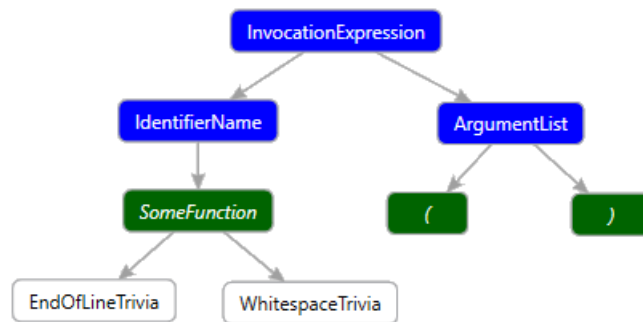 InvocationExpression
IdentifierName
ArgumentList
SomeFunction
(
)
EndOfLineTrivia
WhitespaceTrivia